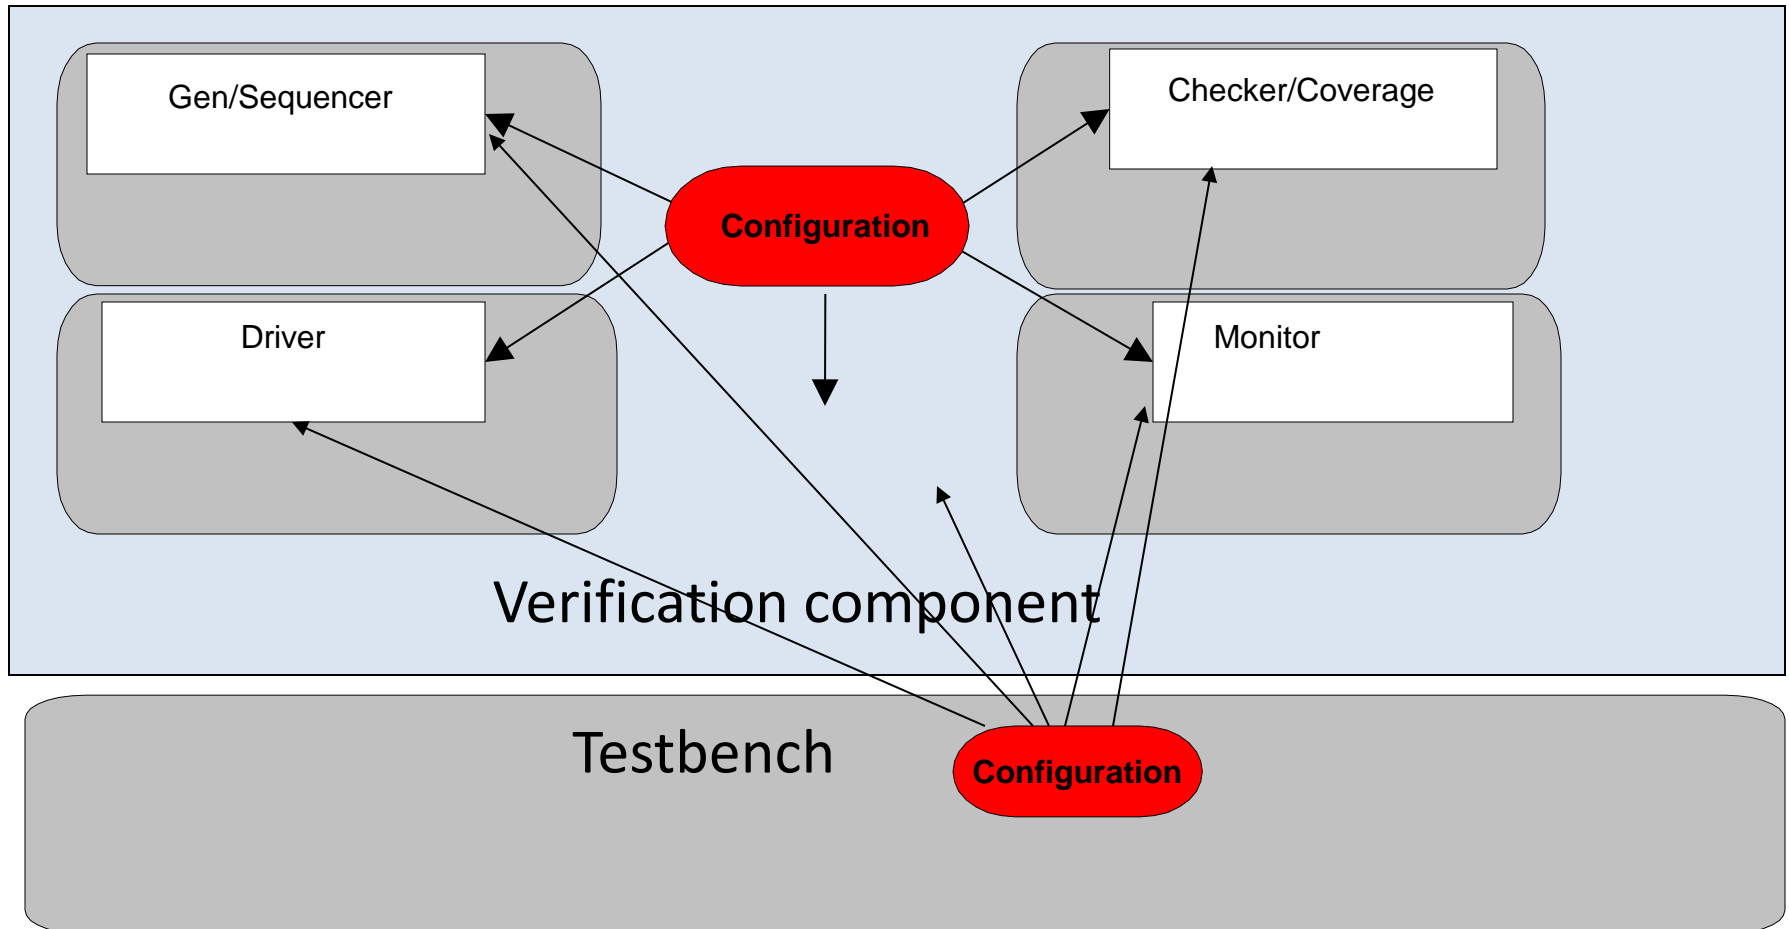 Gen/Sequencer
Checker/Coverage
Configuration
Driver
Monitor
Verification component
Testbench
Configuration